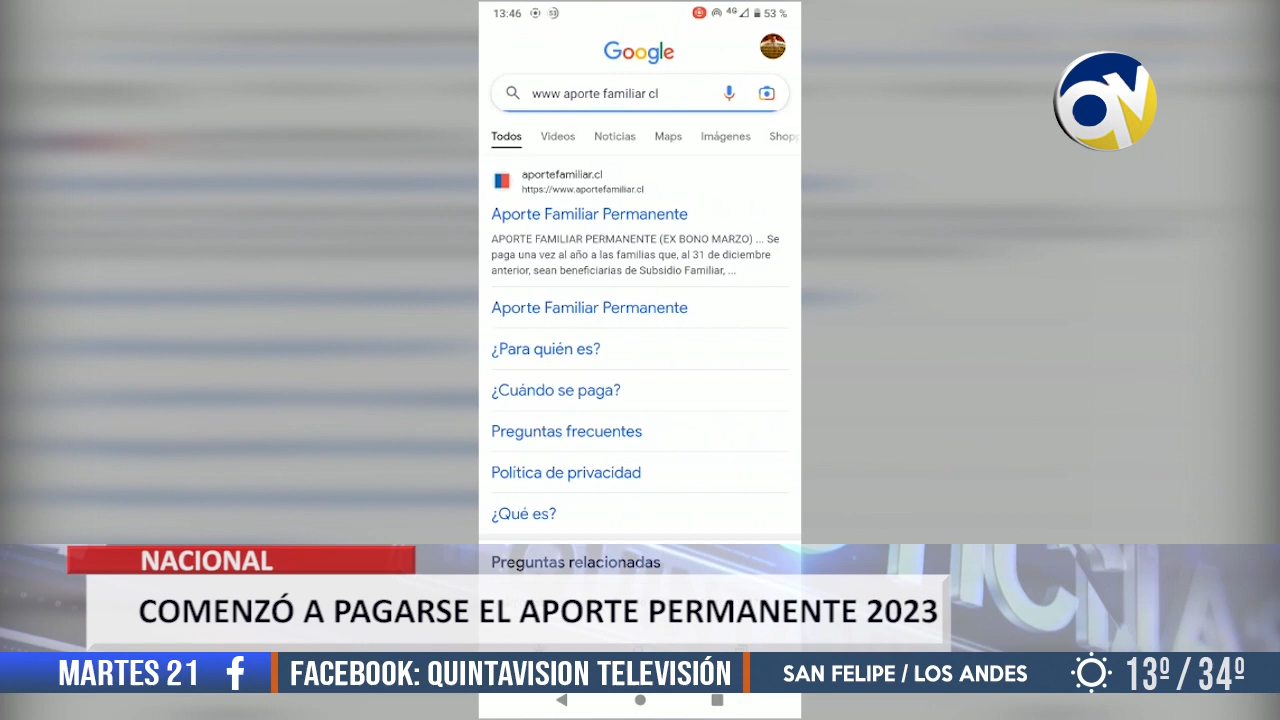 13:46
53
4G
53 %
Google
www aporte familiar cl
Todos Videos Noticias Maps Imágenes Shopp
aportefamiliar.cl
https://www.aportefamiliar.cl
Aporte Familiar Permanente
APORTE FAMILIAR PERMANENTE (EX BONO MARZO) ... Se
paga una vez al año a las familias que, al 31 de diciembre
anterior, sean beneficiarias de Subsidio Familiar, ...
Aporte Familiar Permanente
¿Para quién es?
¿Cuándo se paga?
Preguntas frecuentes
Política de privacidad
¿Qué es?
Preguntas relacionadas
NACIONAL
COMENZÓ A PAGARSE EL APORTE PERMANENTE 2023
MARTES 21 f FACEBOOK: QUINTAVISION TELEVISIÓN SAN FELIPE / LOS ANDES 13º / 34º